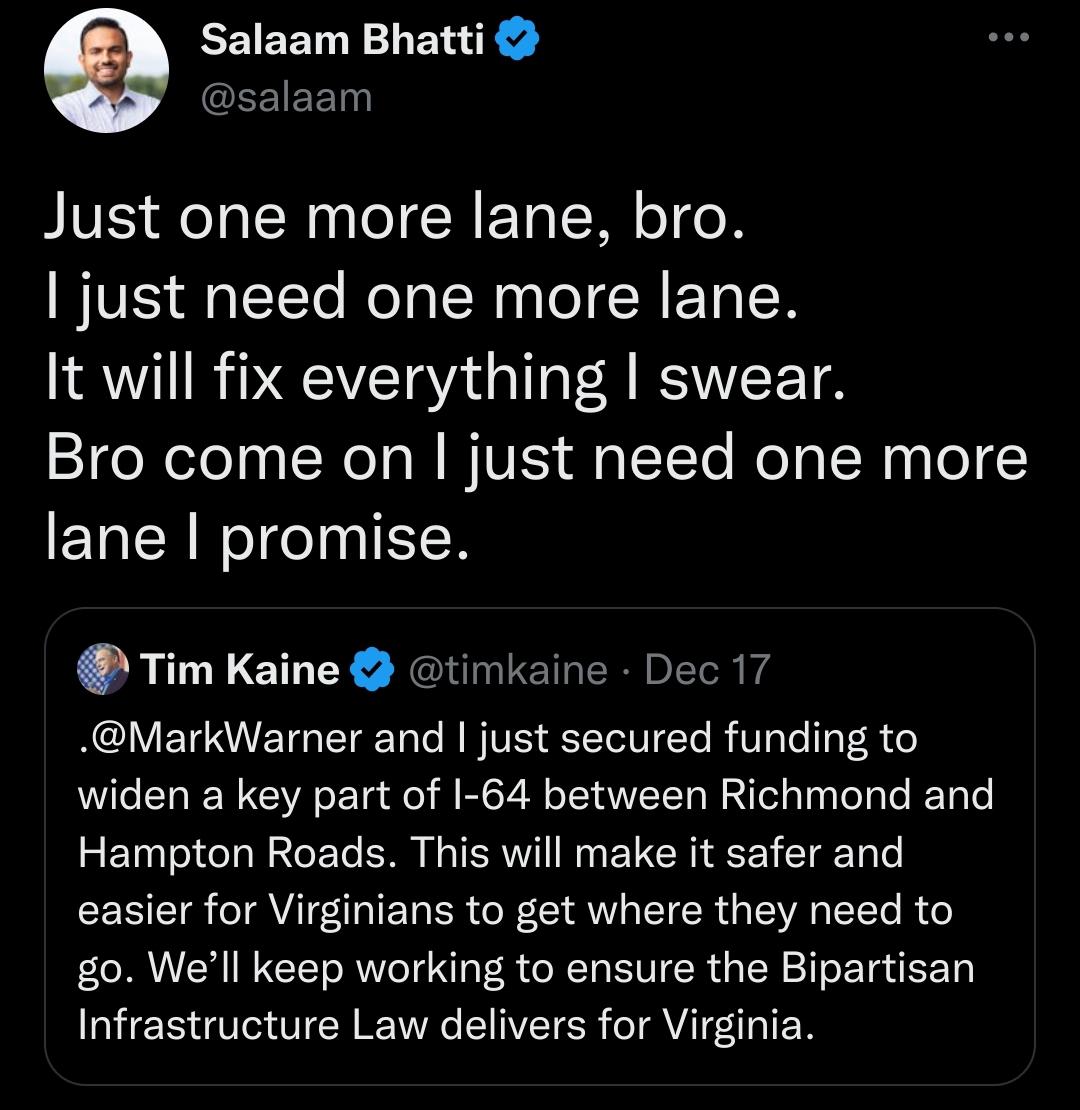 Salaam Bhatti
@salaam
Just one more lane, bro.
I just need one more lane.
It will fix everything I swear.
Bro come on I just need one more
lane I promise.
Tim Kaine @timkaine · Dec 17
.@MarkWarner and I just secured funding to
widen a key part of I-64 between Richmond and
Hampton Roads. This will make it safer and
easier for Virginians to get where they need to
go. We’ll keep working to ensure the Bipartisan
Infrastructure Law delivers for Virginia.